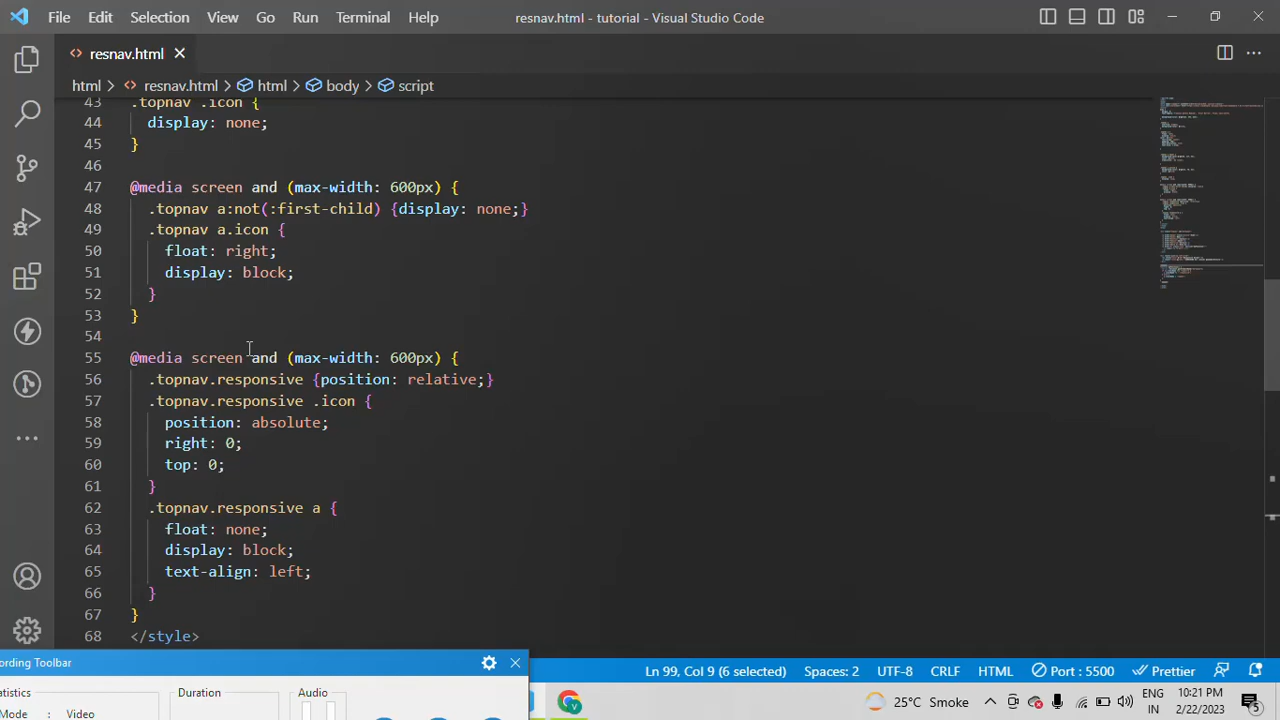 File Edit Selection View Go Run Terminal Help resnav.html - tutorial - Visual Studio Code
resnav.html
html > resnav.html > html > body > script
43 .topnav .icon {
44 display: none;
45 }
46
47 @media screen and (max-width: 600px) {
48 .topnav a:not(:first-child) {display: none;}
49 .topnav a.icon {
50 float: right;
51 display: block;
52 }
53 }
54
55 @media screen and (max-width: 600px) {
56 .topnav.responsive {position: relative;}
57 .topnav.responsive .icon {
58 position: absolute;
59 right: 0;
60 top: 0;
61 }
62 .topnav.responsive a {
63 float: none;
64 display: block;
65 text-align: left;
66 }
67 }
68 </style>
ording Toolbar
Ln 99, Col 9 (6 selected) Spaces: 2 UTF-8 CRLF HTML Port : 5500 Prettier
tatistics Duration Audio
Mode : Video
25°C Smoke ENG IN 10:21 PM 2/22/2023 5